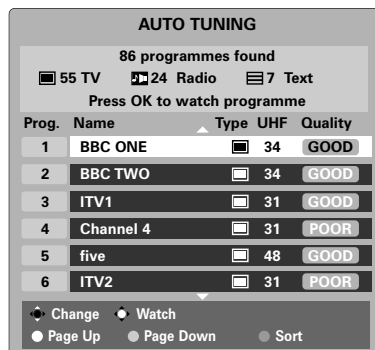 AUTO TUNING
86 programmes found
55 TV 24 Radio 7 Text
Press OK to watch programme
Prog. Name Type UHF Quality
1 BBC ONE 34 GOOD
2 BBC TWO 34 GOOD
3 ITV1 31 GOOD
4 Channel 4 31 POOR
5 five 48 GOOD
6 ITV2 31 POOR
Change Watch
Page Up Page Down Sort